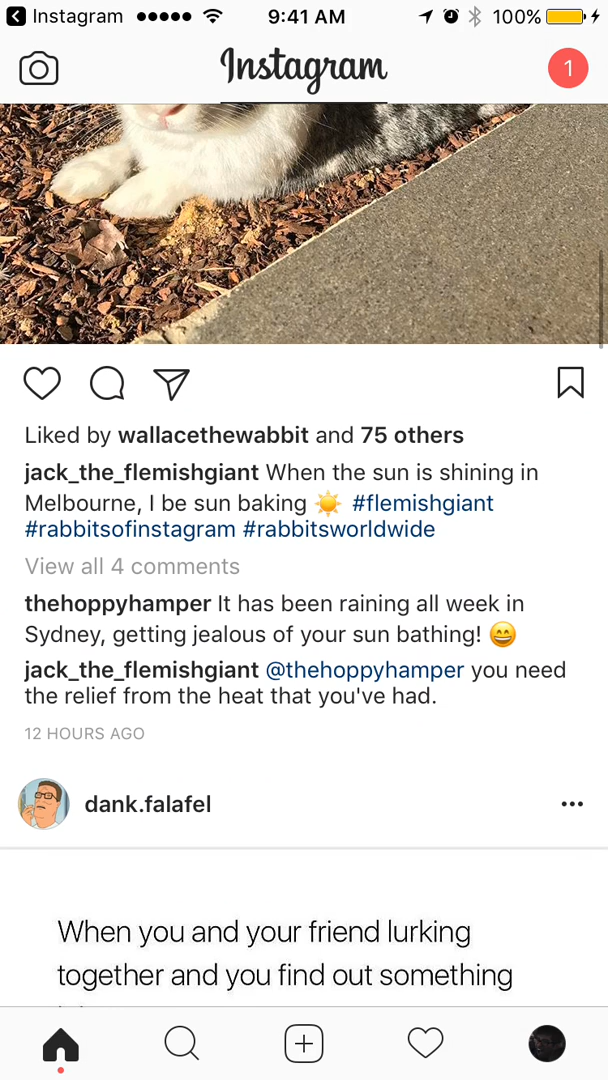 Instagram 9:41 AM 100%
Instagram 1
Liked by wallacethewabbit and 75 others
jack_the_flemishgiant When the sun is shining in
Melbourne, I be sun baking ☀️ #flemishgiant
#rabbitsofinstagram #rabbitsworldwide
View all 4 comments
thehoppyhamper It has been raining all week in
Sydney, getting jealous of your sun bathing! 😄
jack_the_flemishgiant @thehoppyhamper you need
the relief from the heat that you've had.
12 HOURS AGO
dank.falafel
When you and your friend lurking
together and you find out something